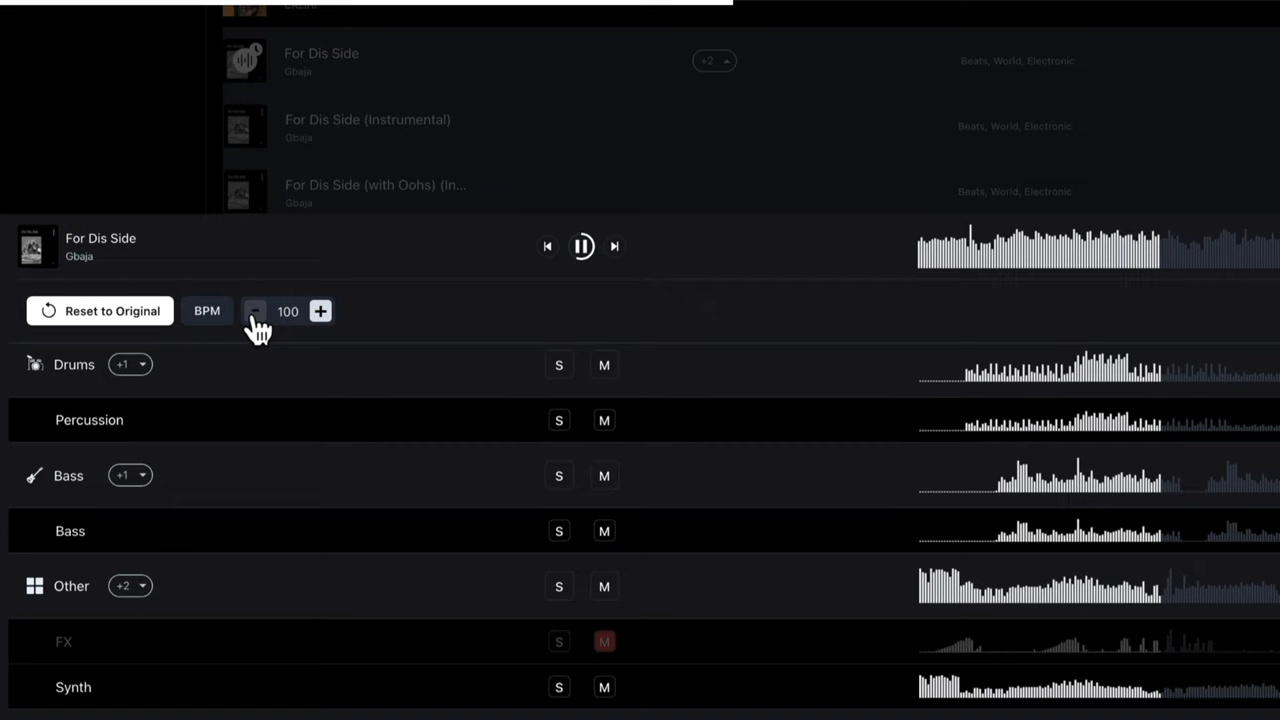 For Dis Side
Gbaja
+2
Beats, World, Electronic
For Dis Side (Instrumental)
Gbaja
Beats, World, Electronic
For Dis Side (with Oohs) (In...
Gbaja
Beats, World, Electronic
For Dis Side
Gbaja
Reset to Original
BPM
- 100 +
Drums +1
S M
Percussion
S M
Bass +1
S M
Bass
S M
Other +2
S M
FX
S M
Synth
S M